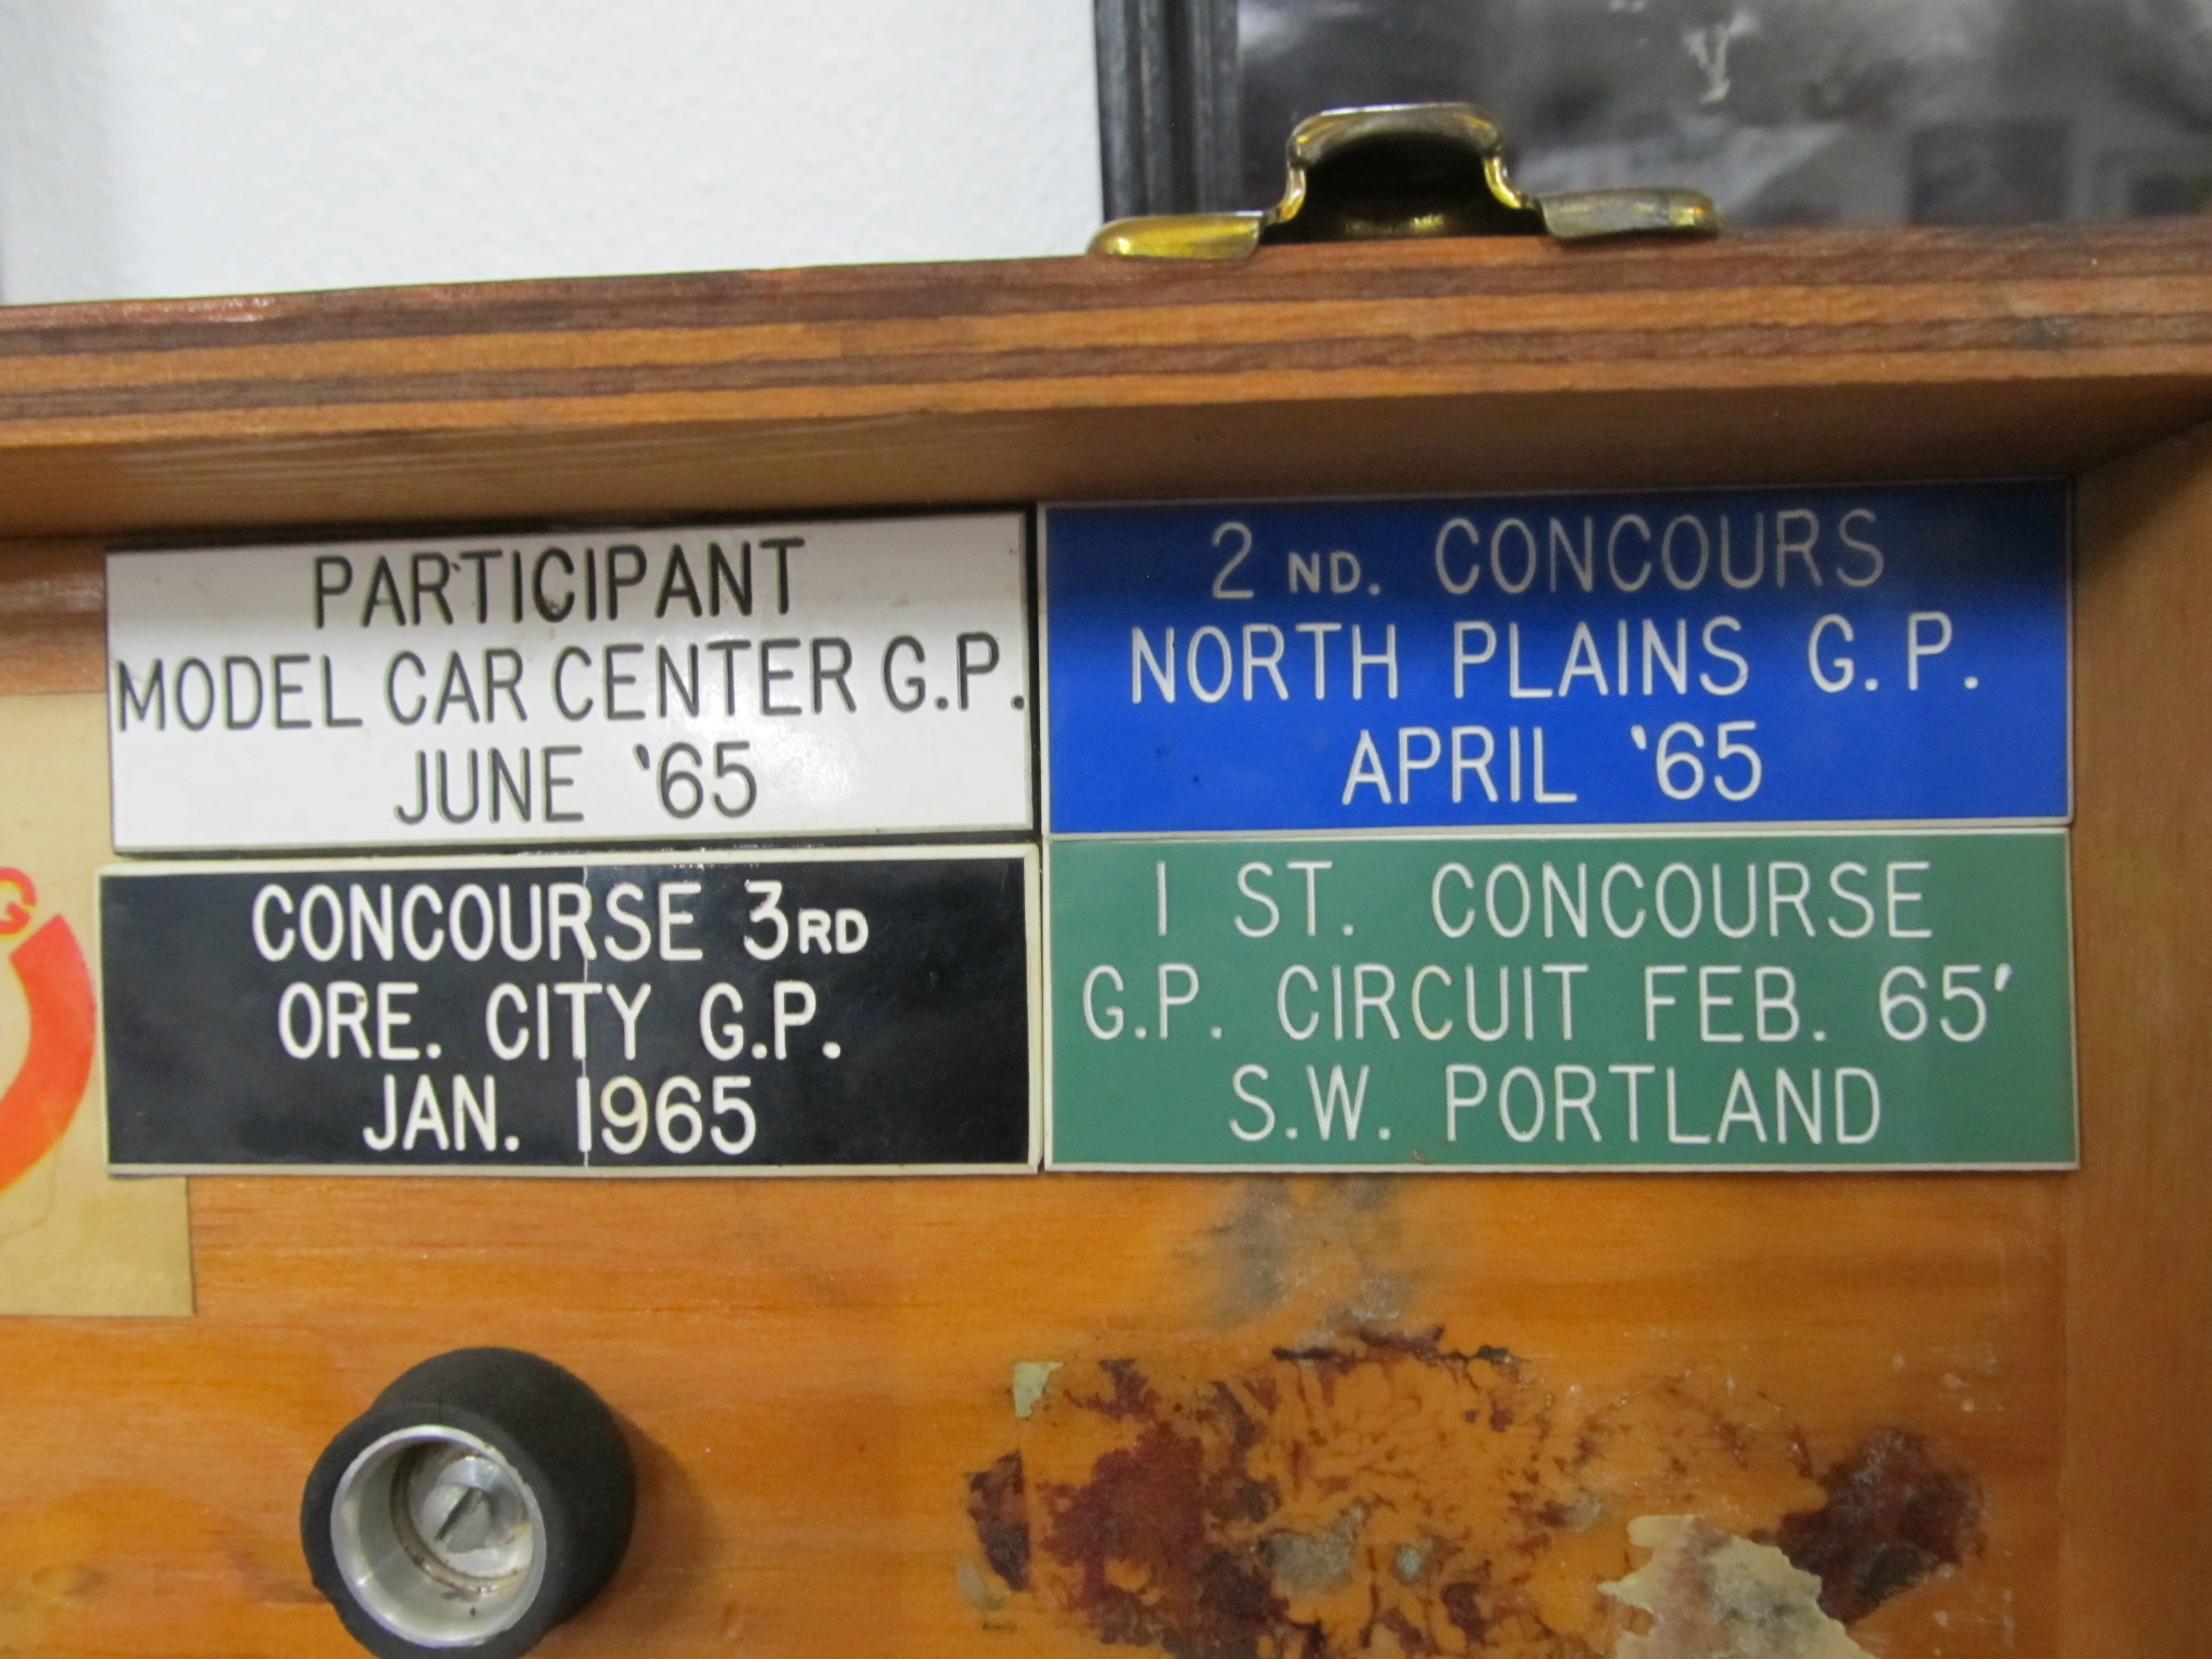 PARTICIPANT
MODEL CAR CENTER G.P.
JUNE '65
2 ND. CONCOURS
NORTH PLAINS G.P.
APRIL '65
CONCOURSE 3RD
ORE. CITY G.P.
JAN. 1965
1 ST. CONCOURSE
G.P. CIRCUIT FEB. 65'
S.W. PORTLAND
G